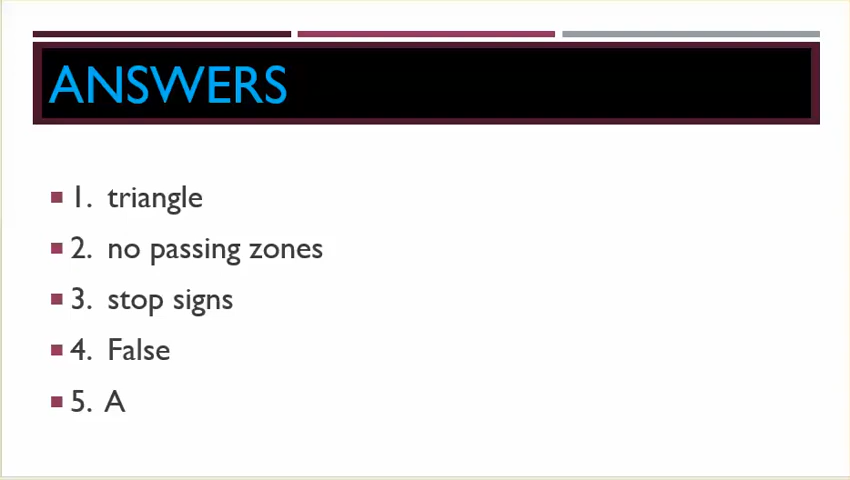 ANSWERS
1. triangle
2. no passing zones
3. stop signs
4. False
5. A